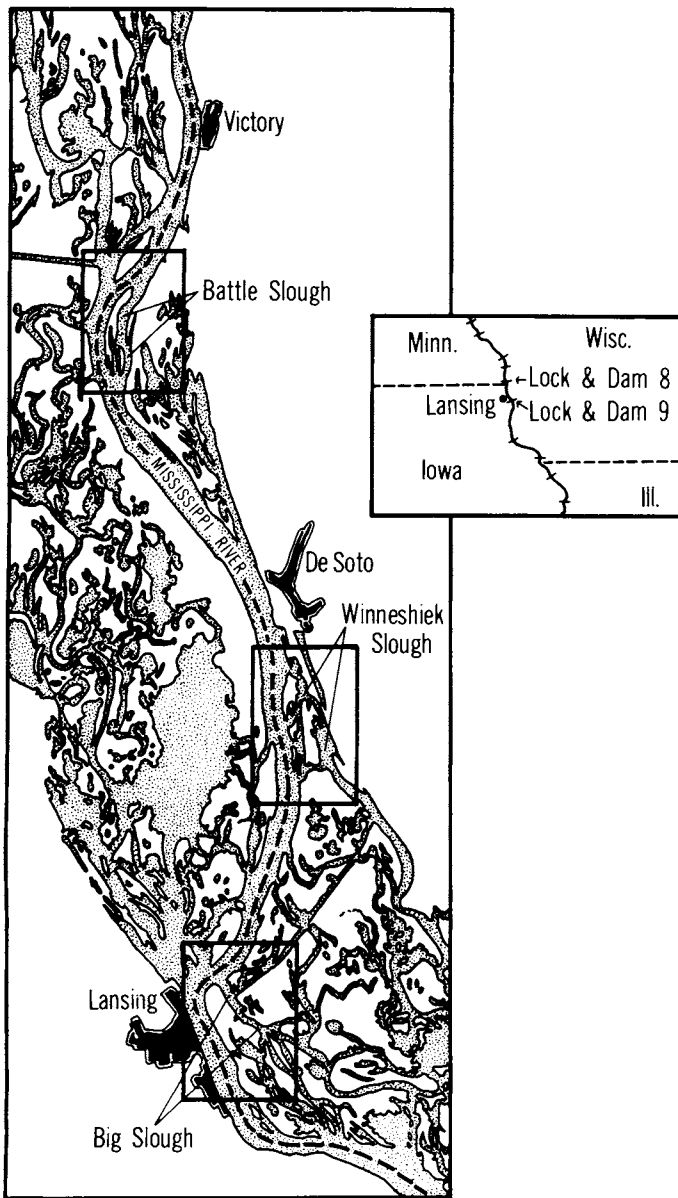 Victory
Battle Slough
MISSISSIPPI RIVER
De Soto
Winneshiek
Slough
Lansing
Big Slough
Minn.
Wisc.
Lock & Dam 8
Lansing
Lock & Dam 9
Iowa
Ill.